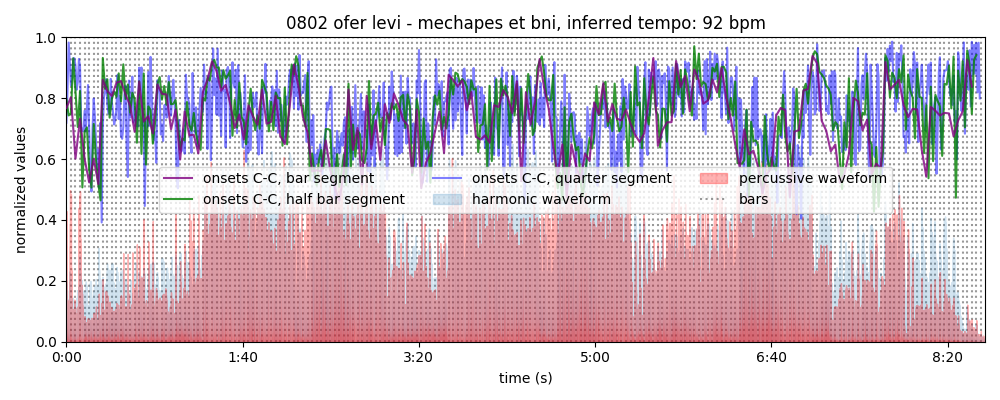 0802 ofer levi - mechapes et bni, inferred tempo: 92 bpm
normalized values
1.0
0.8
0.6
0.4
0.2
0.0
onsets C-C, bar segment
onsets C-C, half bar segment
onsets C-C, quarter segment
harmonic waveform
percussive waveform
bars
0:00 1:40 3:20 5:00 6:40 8:20
time (s)